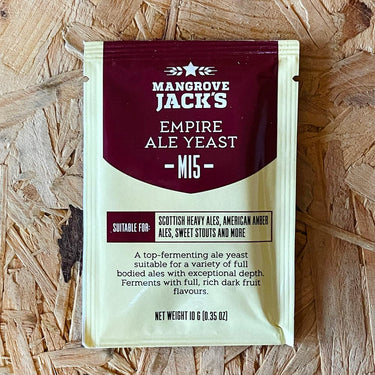 MANGROVE
JACK'S
EMPIRE
ALE YEAST
-M15-
SUITABLE FOR:
SCOTTISH HEAVY ALES, AMERICAN AMBER
ALES, SWEET STOUTS AND MORE
A top-fermenting ale yeast
suitable for a variety of full
bodied ales with exceptional depth.
Ferments with full, rich dark fruit
flavours.
NET WEIGHT 10 G (0.35 OZ)